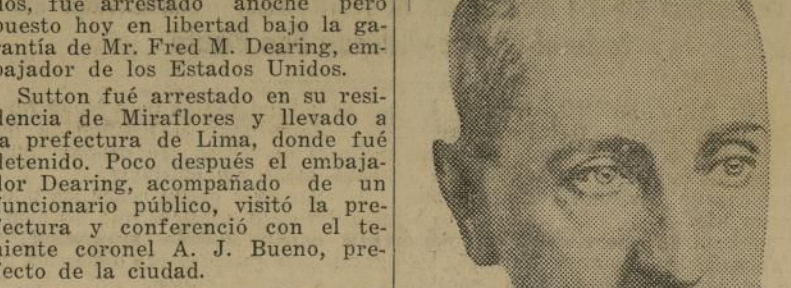 dos, fué arrestado anoche pero
puesto hoy en libertad bajo la ga-
rantía de Mr. Fred M. Dearing, em-
bajador de los Estados Unidos.
Sutton fué arrestado en su resi-
dencia de Miraflores y llevado a
la prefectura de Lima, donde fué
detenido. Poco después el embaja-
dor Dearing, acompañado de un
funcionario público, visitó la pre-
fectura y conferenció con el te-
niente coronel A. J. Bueno, pre-
fecto de la ciudad.